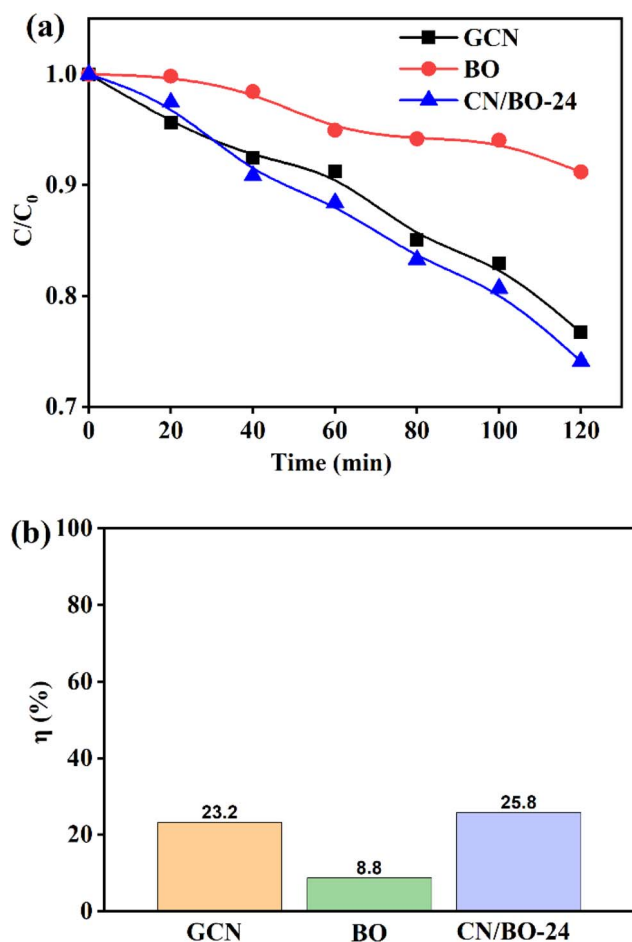 (a)
GCN
BO
CN/BO-24
1.0
0.9
0.8
0.7
C/C₀
0 20 40 60 80 100 120
Time (min)
(b)
100
80
60
40
20
0
η (%)
23.2
8.8
25.8
GCN BO CN/BO-24